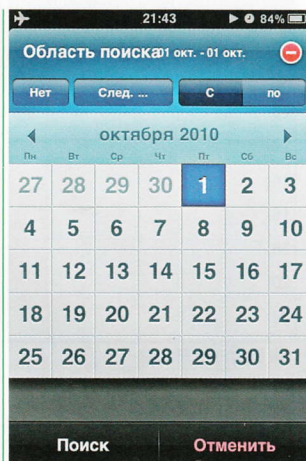 21:43 84%
Область поиска 01 окт. - 01 окт.
Нет След. ... С по
октября 2010
Пн Вт Ср Чт Пт Сб Вс
27 28 29 30 1 2 3
4 5 6 7 8 9 10
11 12 13 14 15 16 17
18 19 20 21 22 23 24
25 26 27 28 29 30 31
Поиск Отменить